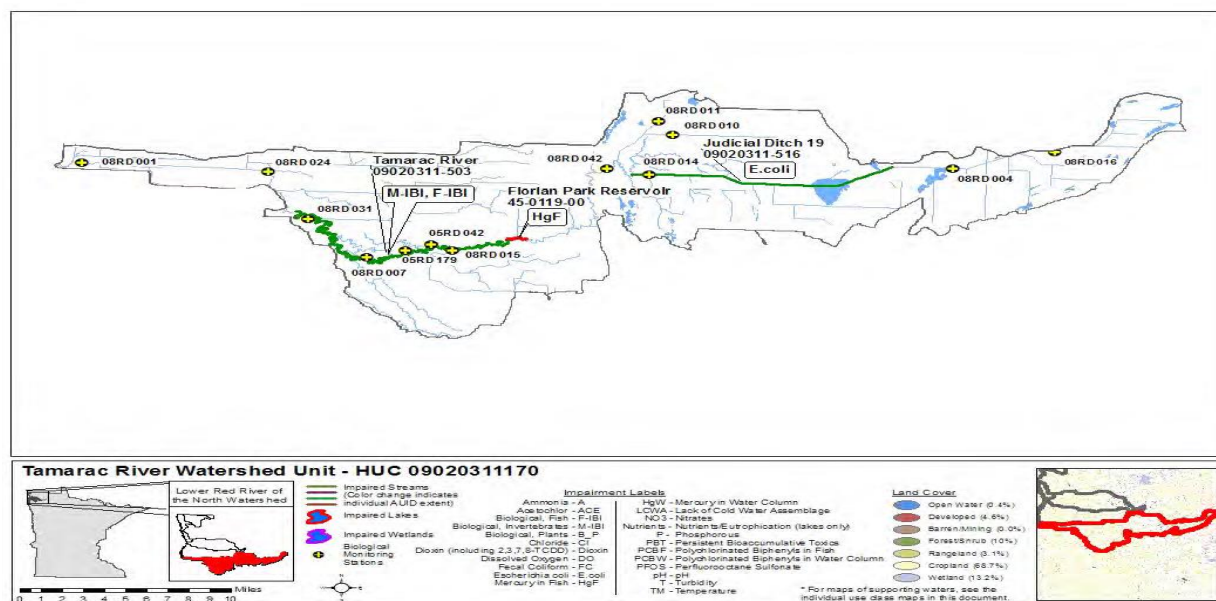 08RD011
08RD010
Judicial Ditch 19
09020311-516
E.coli
08RD001
08RD024
08RD042
08RD014
08RD016
08RD004
Tamarac River
09020311-503
M-IBI, F-IBI
Florian Park Reservoir
45-0119-00
HgF
08RD031
05RD042
08RD015
05RD179
08RD007
Tamarac River Watershed Unit - HUC 09020311170
Lower Red River of
the North Watershed
0 1 2 3 4 5 6 7 8 9 10 Miles
Impaired Streams
(Color change indicates
individual AUID extent)
Impaired Lakes
Impaired Wetlands
Biological
Monitoring
Stations
N
Impairment Labels
Ammonia - A
Acetochlor - ACE
Biological, Fish - F-IBI
Biological, Invertebrates - M-IBI
Biological, Plants - B_P
Chloride - Cl
Dioxin (including 2,3,7,8-TCDD) - Dioxin
Dissolved Oxygen - DO
Fecal Coliform - FC
Escherichia coli - E.coli
Mercury in Fish - HgF
HgW - Mercury in Water Column
LCWA - Lack of Cold Water Assemblage
NO3 - Nitrates
Nutrients - Nutrients/Eutrophication (lakes only)
P - Phosphorous
PBT - Persistent Bioaccumulative Toxics
PCBF - Polychlorinated Biphenyls in Fish
PCBW - Polychlorinated Biphenyls in Water Column
PFOS - Perfluorooctane Sulfonate
pH - pH
T - Turbidity
TM - Temperature
Land Cover
Open Water (0.4%)
Developed (4.6%)
Barren/Mining (0.0%)
Forest/Shrub (10%)
Rangeland (3.1%)
Cropland (68.7%)
Wetland (13.2%)
* For maps of supporting waters, see the
individual use class maps in this document.